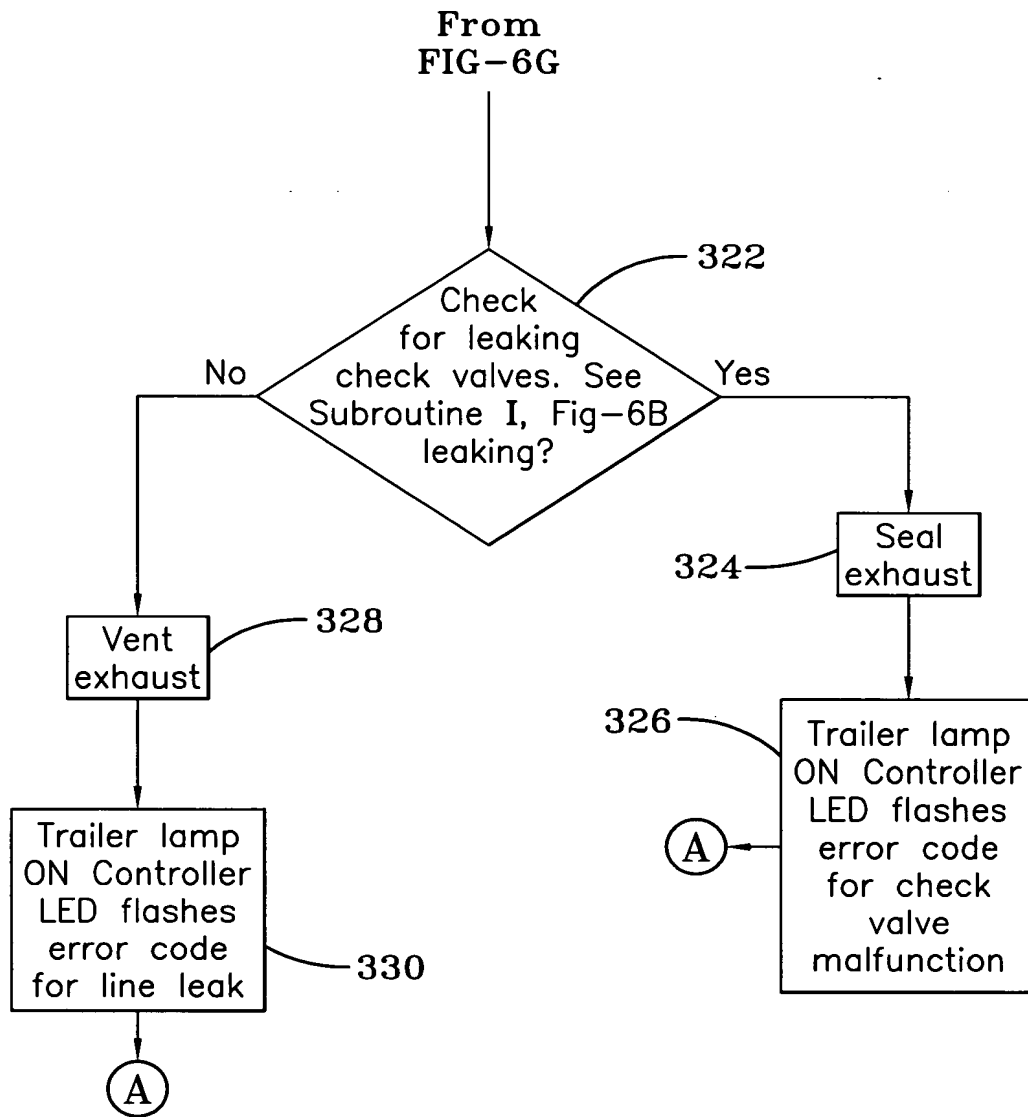 From
FIG-6G
322
Check
for leaking
check valves. See
Subroutine I, Fig-6B
leaking?
No
Yes
Seal
exhaust
324
Vent
exhaust
328
326
Trailer lamp
ON Controller
LED flashes
error code
for check
valve
malfunction
A
Trailer lamp
ON Controller
LED flashes
error code
for line leak
330
A